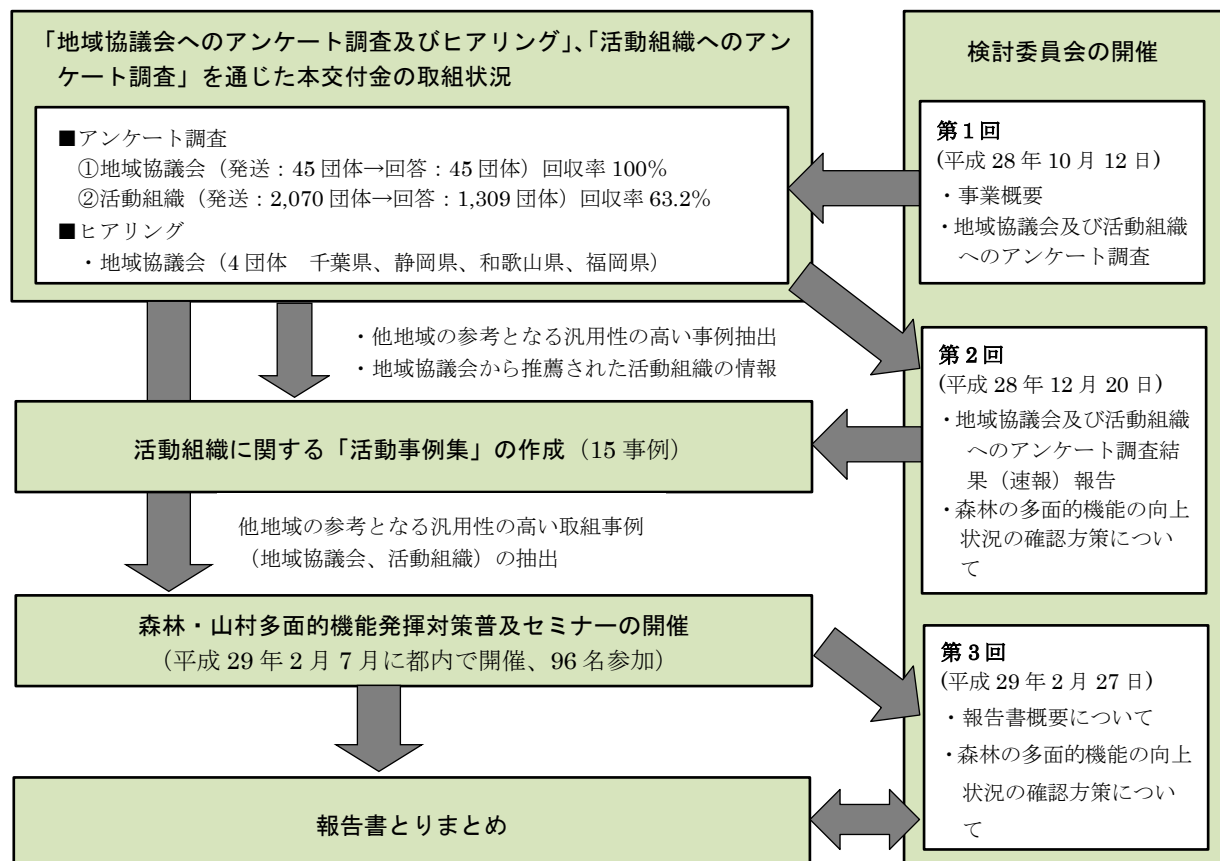 「地域協議会へのアンケート調査及びヒアリング」、「活動組織へのアン
ケート調査」を通じた本交付金の取組状況
■アンケート調査
①地域協議会（発送：45 団体→回答：45 団体）回収率 100%
②活動組織（発送：2,070 団体→回答：1,309 団体）回収率 63.2%
■ヒアリング
・地域協議会（4 団体　千葉県、静岡県、和歌山県、福岡県）
・他地域の参考となる汎用性の高い事例抽出
・地域協議会から推薦された活動組織の情報
活動組織に関する「活動事例集」の作成（15 事例）
他地域の参考となる汎用性の高い取組事例
（地域協議会、活動組織）の抽出
森林・山村多面的機能発揮対策普及セミナーの開催
（平成 29 年 2 月 7 月に都内で開催、96 名参加）
報告書とりまとめ
検討委員会の開催
第 1 回
(平成 28 年 10 月 12 日)
・事業概要
・地域協議会及び活動組織
へのアンケート調査
第 2 回
(平成 28 年 12 月 20 日)
・地域協議会及び活動組織
へのアンケート調査結
果（速報）報告
・森林の多面的機能の向上
状況の確認方策につい
て
第 3 回
(平成 29 年 2 月 27 日)
・報告書概要について
・森林の多面的機能の向上
状況の確認方策につい
て